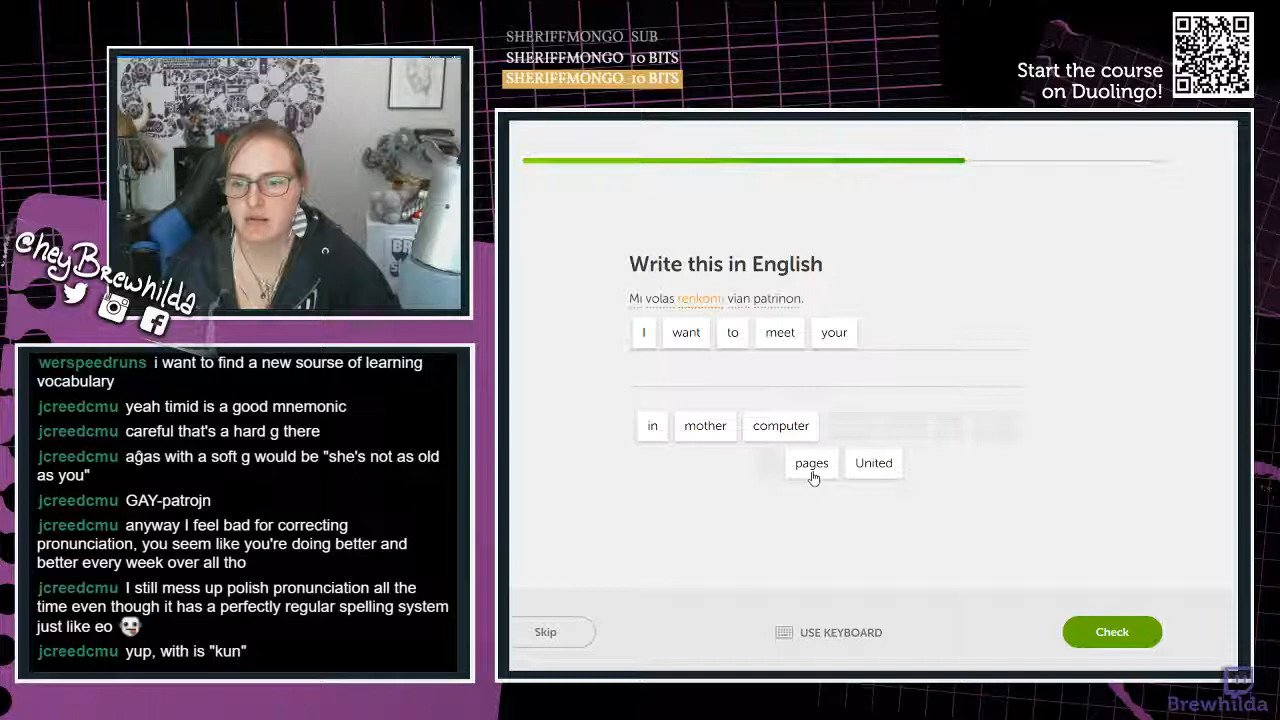 SHERIFFMONGO SUB
SHERIFFMONGO 10 BITS
SHERIFFMONGO 10 BITS
Start the course
on Duolingo!
@heyBrewhilda
werspeedruns i want to find a new sourse of learning
vocabulary
jcreedcmu yeah timid is a good mnemonic
jcreedcmu careful that's a hard g there
jcreedcmu aĝas with a soft g would be "she's not as old
as you"
jcreedcmu GAY-patrojn
jcreedcmu anyway I feel bad for correcting
pronunciation, you seem like you're doing better and
better every week over all tho
jcreedcmu I still mess up polish pronunciation all the
time even though it has a perfectly regular spelling system
just like eo
jcreedcmu yup, with is "kun"
Write this in English
Mi volas renkonti vian patrinon.
I want to meet your
in mother computer
pages United
Skip
USE KEYBOARD
Check
Brewhilda